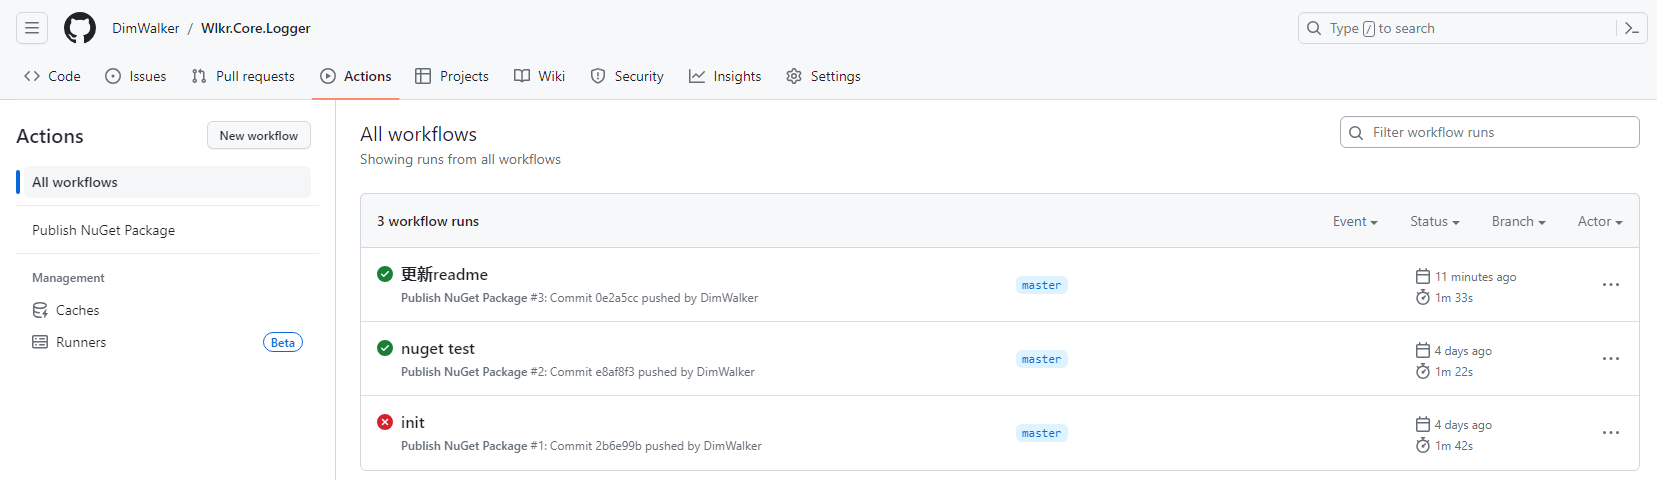 DimWalker / Wlkr.Core.Logger
Type / to search
Code Issues Pull requests Actions Projects Wiki Security Insights Settings
Actions
New workflow
All workflows
Publish NuGet Package
Management
Caches
Runners Beta
All workflows
Showing runs from all workflows
Filter workflow runs
3 workflow runs
Event Status Branch Actor
更新readme
Publish NuGet Package #3: Commit 0e2a5cc pushed by DimWalker
master
11 minutes ago
1m 33s
nuget test
Publish NuGet Package #2: Commit e8af8f3 pushed by DimWalker
master
4 days ago
1m 22s
init
Publish NuGet Package #1: Commit 2b6e99b pushed by DimWalker
master
4 days ago
1m 42s